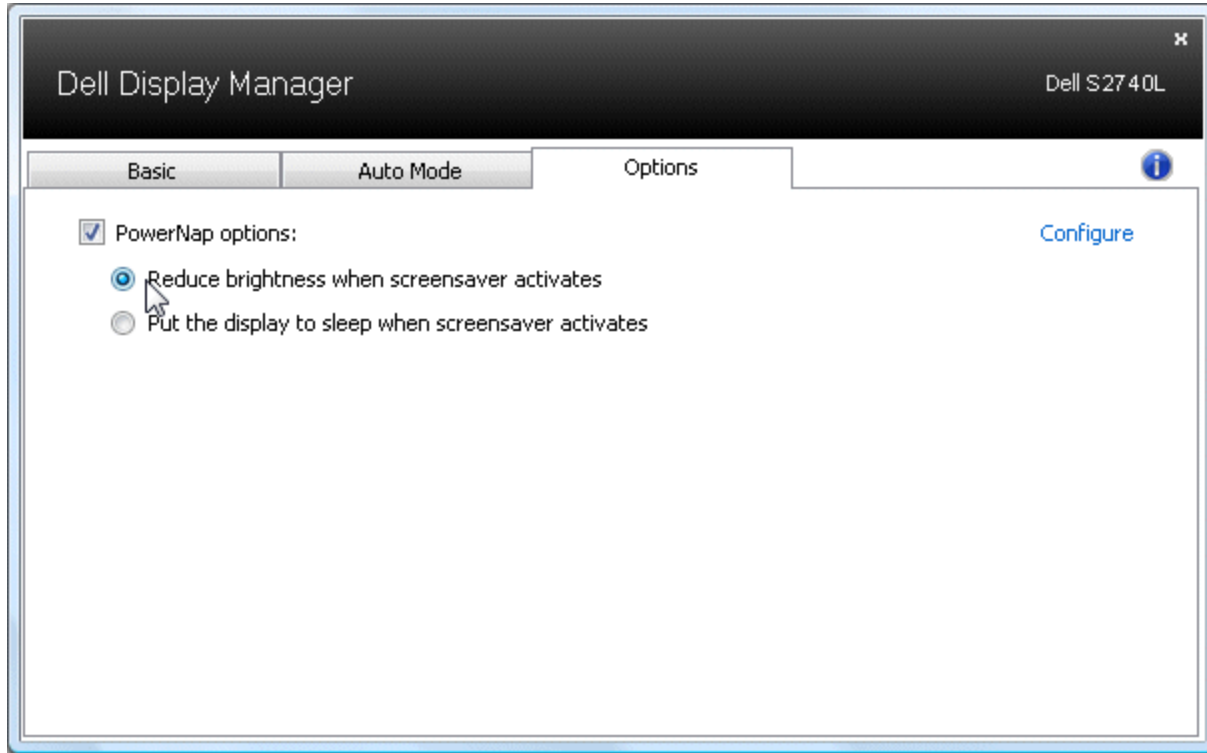 x
Dell Display Manager
Dell S2740L
Basic
Auto Mode
Options
i
PowerNap options:
Configure
Reduce brightness when screensaver activates
Put the display to sleep when screensaver activates